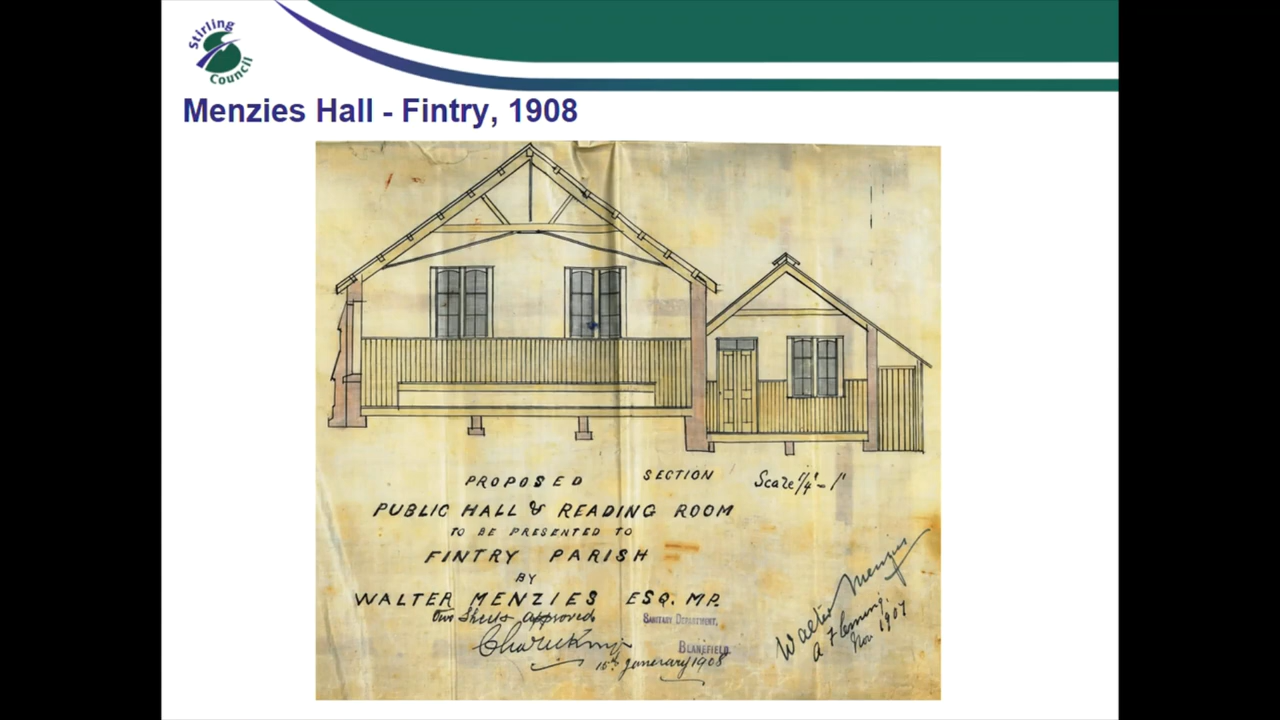 Stirling
Council
Menzies Hall - Fintry, 1908
PROPOSED SECTION Scale 1/4" - 1'
PUBLIC HALL & READING ROOM
TO BE PRESENTED TO
FINTRY PARISH
BY
WALTER MENZIES ESQ. MP.
Two Sheets approved
SANITARY DEPARTMENT,
BLANEFIELD.
15th January 1908
Walter Menzies
A Fleming.
Nov 1907